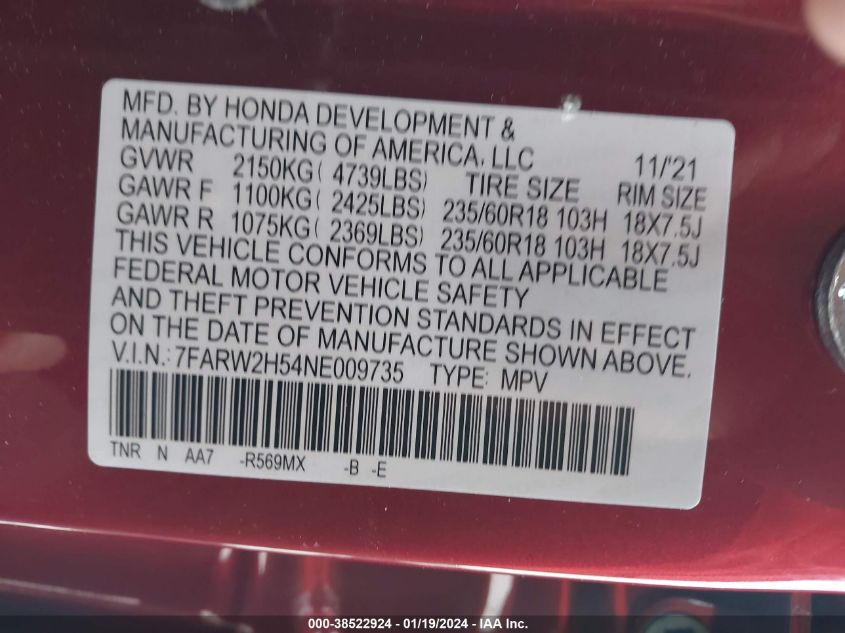 MFD. BY HONDA DEVELOPMENT &
MANUFACTURING OF AMERICA, LLC 11/'21
GVWR 2150KG( 4739LBS) TIRE SIZE RIM SIZE
GAWR F 1100KG( 2425LBS) 235/60R18 103H 18X7.5J
GAWR R 1075KG( 2369LBS) 235/60R18 103H 18X7.5J
THIS VEHICLE CONFORMS TO ALL APPLICABLE
FEDERAL MOTOR VEHICLE SAFETY
AND THEFT PREVENTION STANDARDS IN EFFECT
ON THE DATE OF MANUFACTURE SHOWN ABOVE.
V.I.N.: 7FARW2H54NE009735 TYPE: MPV
TNR N AA7 -R569MX -B -E
000-38522924 - 01/19/2024 - IAA Inc.